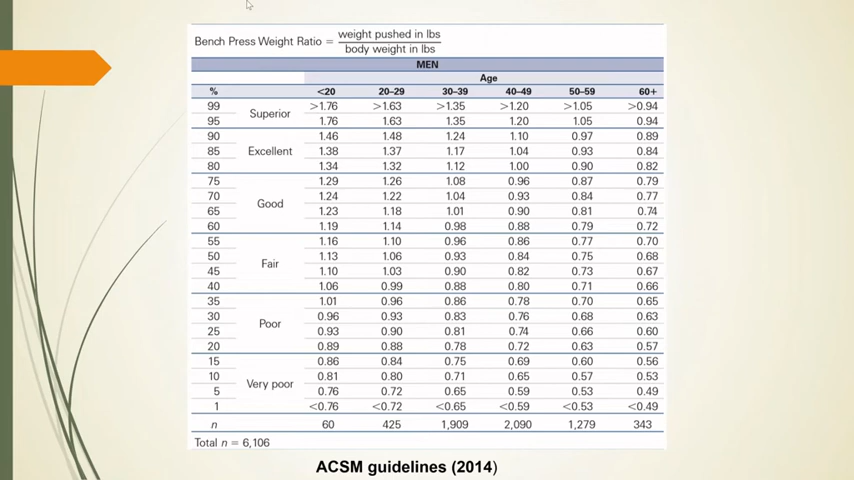 Bench Press Weight Ratio = weight pushed in lbs
body weight in lbs
MEN
Age
% <20 20–29 30–39 40–49 50–59 60+
99 >1.76 >1.63 >1.35 >1.20 >1.05 >0.94
Superior
95 1.76 1.63 1.35 1.20 1.05 0.94
90 1.46 1.48 1.24 1.10 0.97 0.89
85 Excellent 1.38 1.37 1.17 1.04 0.93 0.84
80 1.34 1.32 1.12 1.00 0.90 0.82
75 1.29 1.26 1.08 0.96 0.87 0.79
70 1.24 1.22 1.04 0.93 0.84 0.77
Good
65 1.23 1.18 1.01 0.90 0.81 0.74
60 1.19 1.14 0.98 0.88 0.79 0.72
55 1.16 1.10 0.96 0.86 0.77 0.70
50 1.13 1.06 0.93 0.84 0.75 0.68
Fair
45 1.10 1.03 0.90 0.82 0.73 0.67
40 1.06 0.99 0.88 0.80 0.71 0.66
35 1.01 0.96 0.86 0.78 0.70 0.65
30 0.96 0.93 0.83 0.76 0.68 0.63
Poor
25 0.93 0.90 0.81 0.74 0.66 0.60
20 0.89 0.88 0.78 0.72 0.63 0.57
15 0.86 0.84 0.75 0.69 0.60 0.56
10 0.81 0.80 0.71 0.65 0.57 0.53
Very poor
5 0.76 0.72 0.65 0.59 0.53 0.49
1 <0.76 <0.72 <0.65 <0.59 <0.53 <0.49
n 60 425 1,909 2,090 1,279 343
Total n = 6,106
ACSM guidelines (2014)